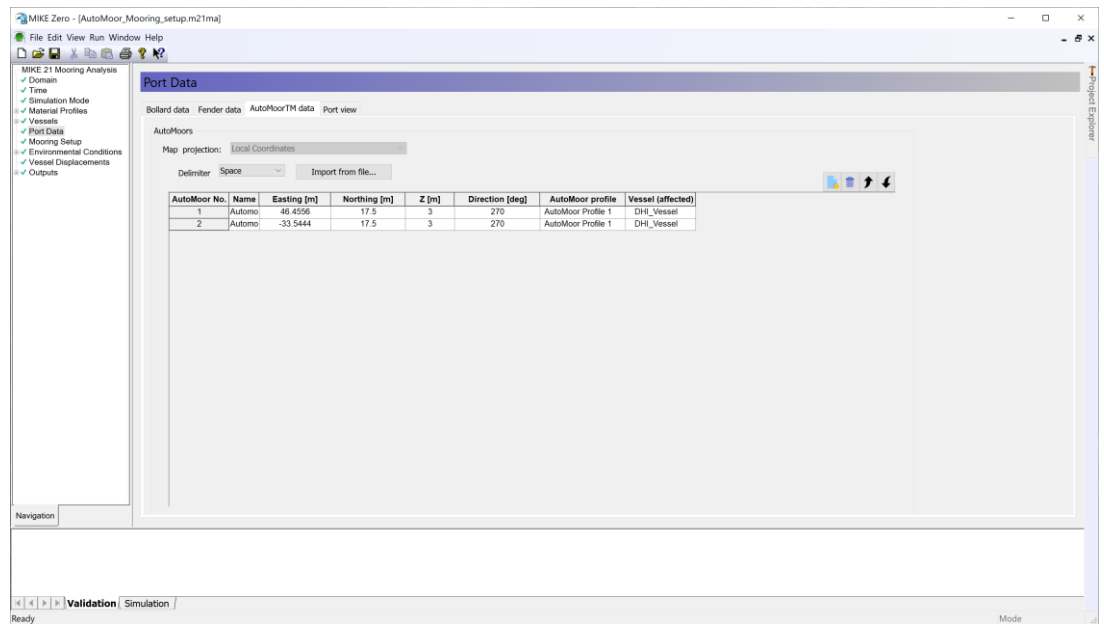 MIKE Zero - [AutoMoor_Mooring_setup.m21ma]
File Edit View Run Window Help
MIKE 21 Mooring Analysis
Domain
Time
Simulation Mode
Material Profiles
Vessels
Port Data
Mooring Setup
Environmental Conditions
Vessel Displacements
Outputs
Navigation
Port Data
Bollard data Fender data AutoMoorTM data Port view
AutoMoors
Map projection: Local Coordinates
Delimiter Space Import from file...
AutoMoor No. Name Easting [m] Northing [m] Z [m] Direction [deg] AutoMoor profile Vessel (affected)
1 Automo 46.4556 17.5 3 270 AutoMoor Profile 1 DHI_Vessel
2 Automo -33.5444 17.5 3 270 AutoMoor Profile 1 DHI_Vessel
Project Explorer
Validation Simulation
Ready Mode